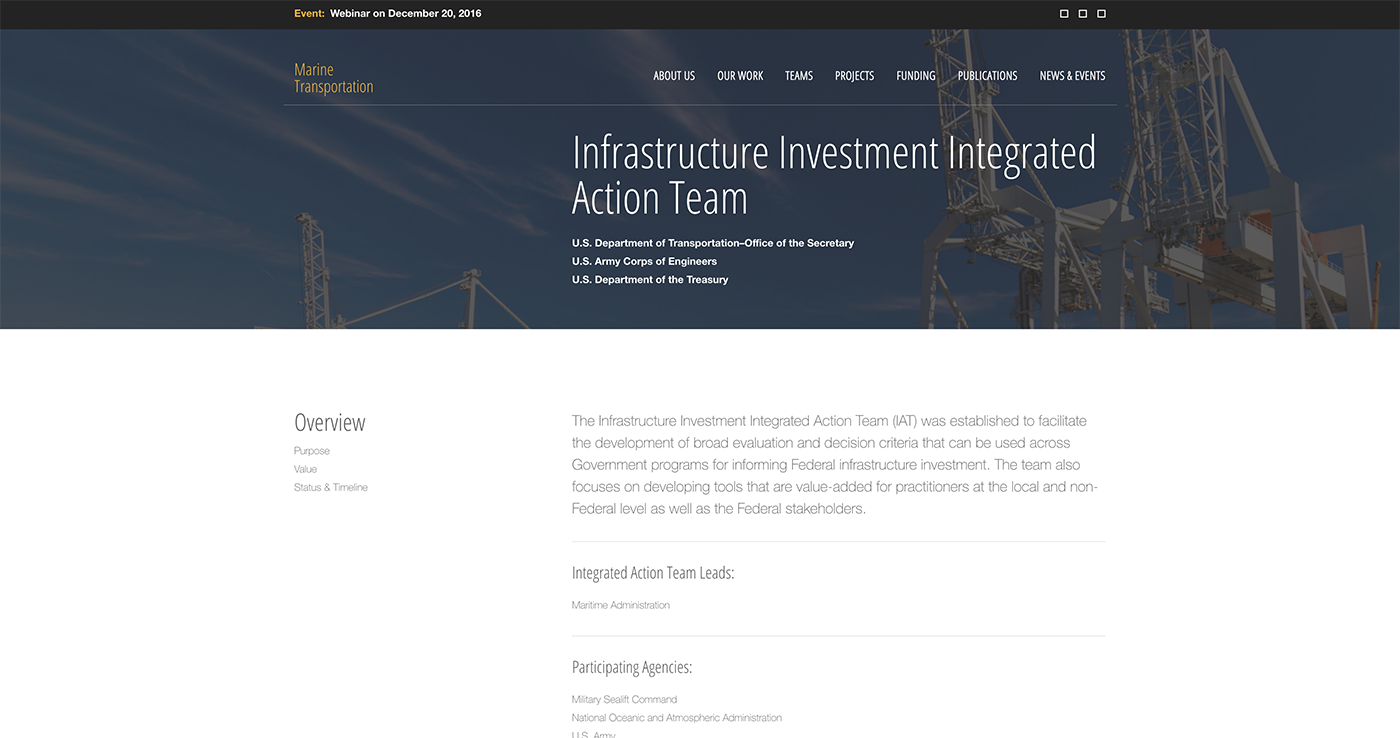 Event: Webinar on December 20, 2016
Marine
Transportation
ABOUT US OUR WORK TEAMS PROJECTS FUNDING PUBLICATIONS NEWS & EVENTS
Infrastructure Investment Integrated
Action Team
U.S. Department of Transportation–Office of the Secretary
U.S. Army Corps of Engineers
U.S. Department of the Treasury
Overview
Purpose
Value
Status & Timeline
The Infrastructure Investment Integrated Action Team (IAT) was established to facilitate
the development of broad evaluation and decision criteria that can be used across
Government programs for informing Federal infrastructure investment. The team also
focuses on developing tools that are value-added for practitioners at the local and non-
Federal level as well as the Federal stakeholders.
Integrated Action Team Leads:
Maritime Administration
Participating Agencies:
Military Sealift Command
National Oceanic and Atmospheric Administration
U.S. Army